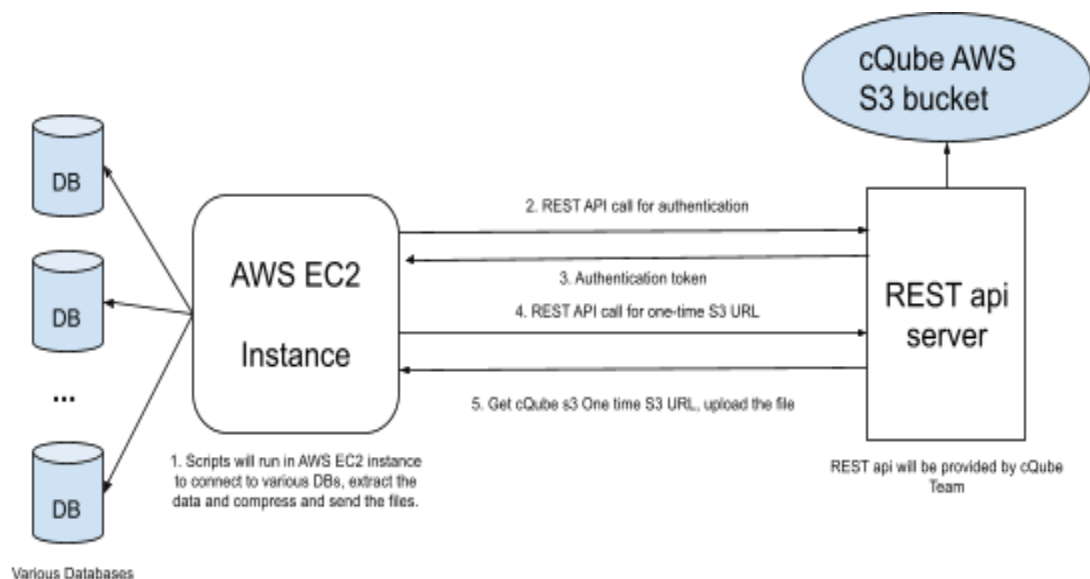 cQube AWS
S3 bucket
DB
DB
...
DB
Various Databases
AWS EC2
Instance
1. Scripts will run in AWS EC2 instance
to connect to various DBs, extract the
data and compress and send the files.
2. REST API call for authentication
3. Authentication token
4. REST API call for one-time S3 URL
5. Get cQube s3 One time S3 URL, upload the file
REST api
server
REST api will be provided by cQube
Team